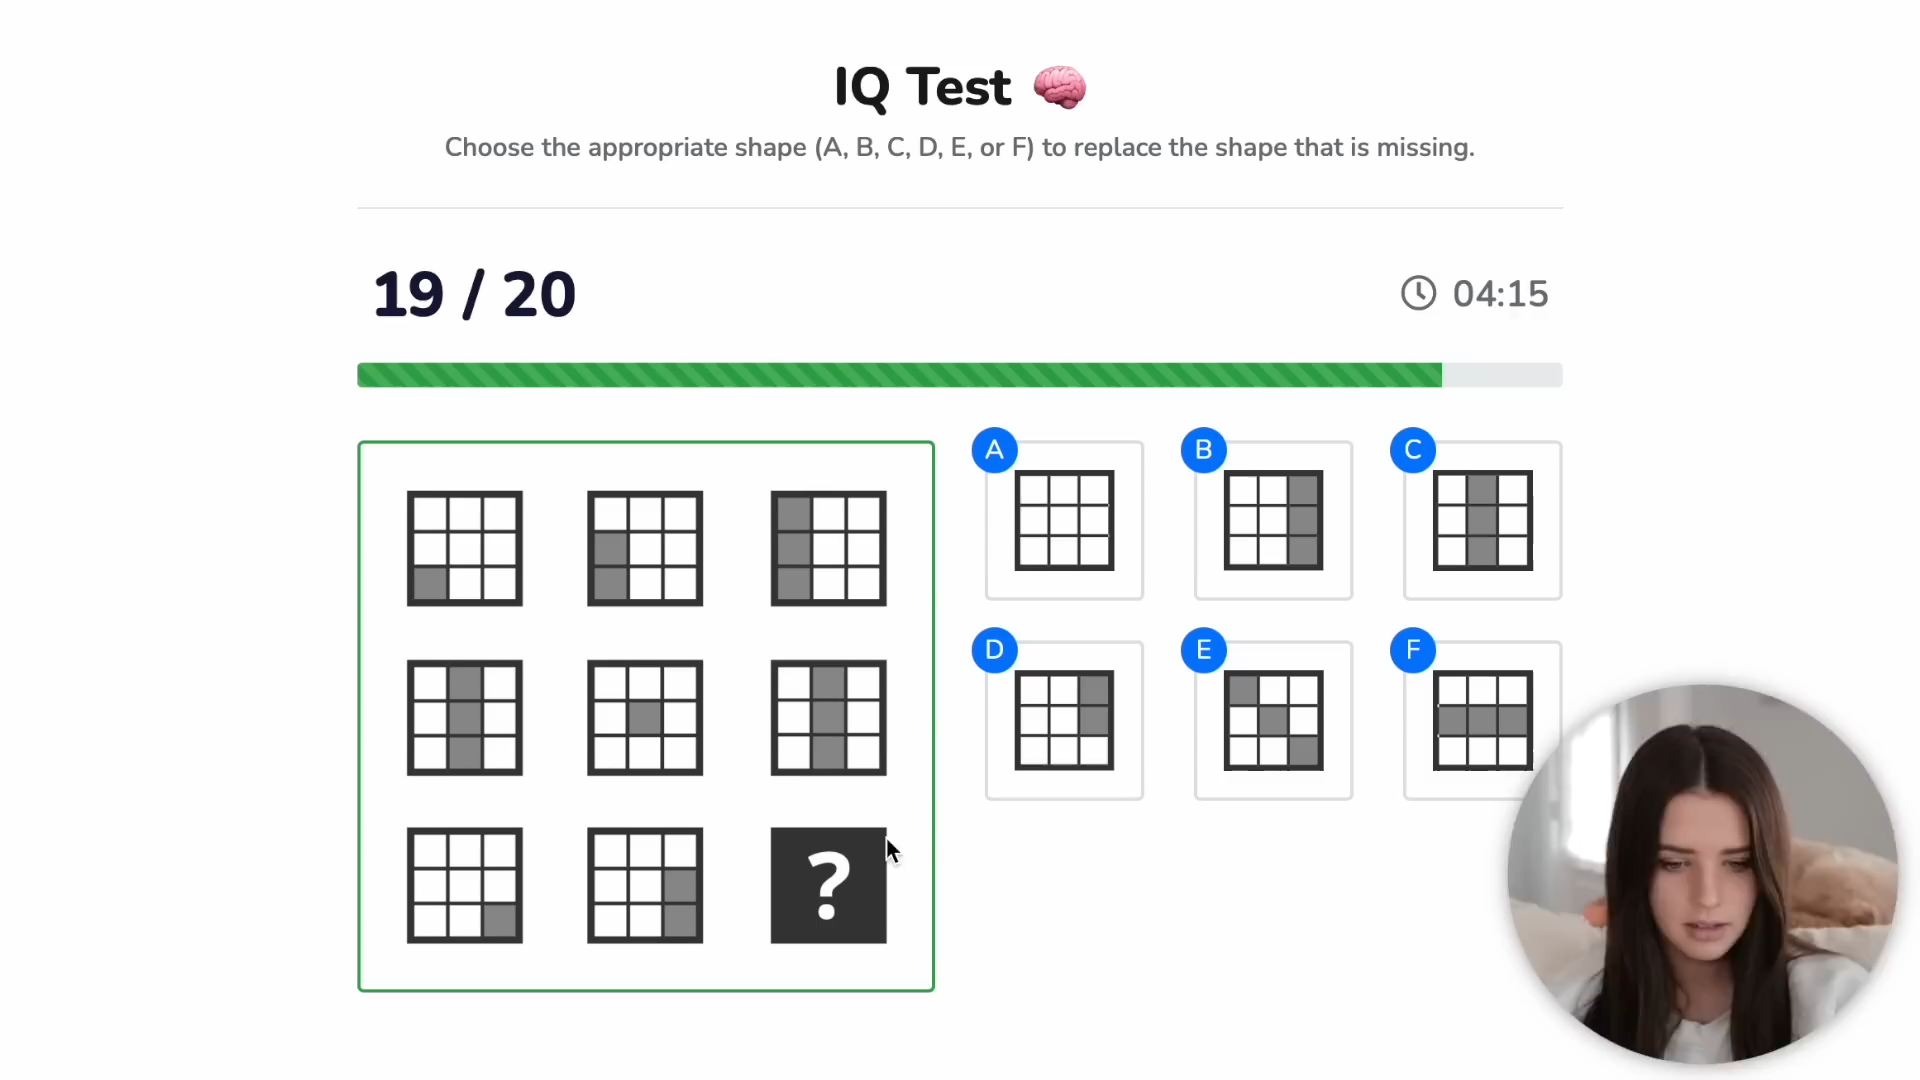 IQ Test
Choose the appropriate shape (A, B, C, D, E, or F) to replace the shape that is missing.
19 / 20
04:15
A
B
C
D
E
F
?